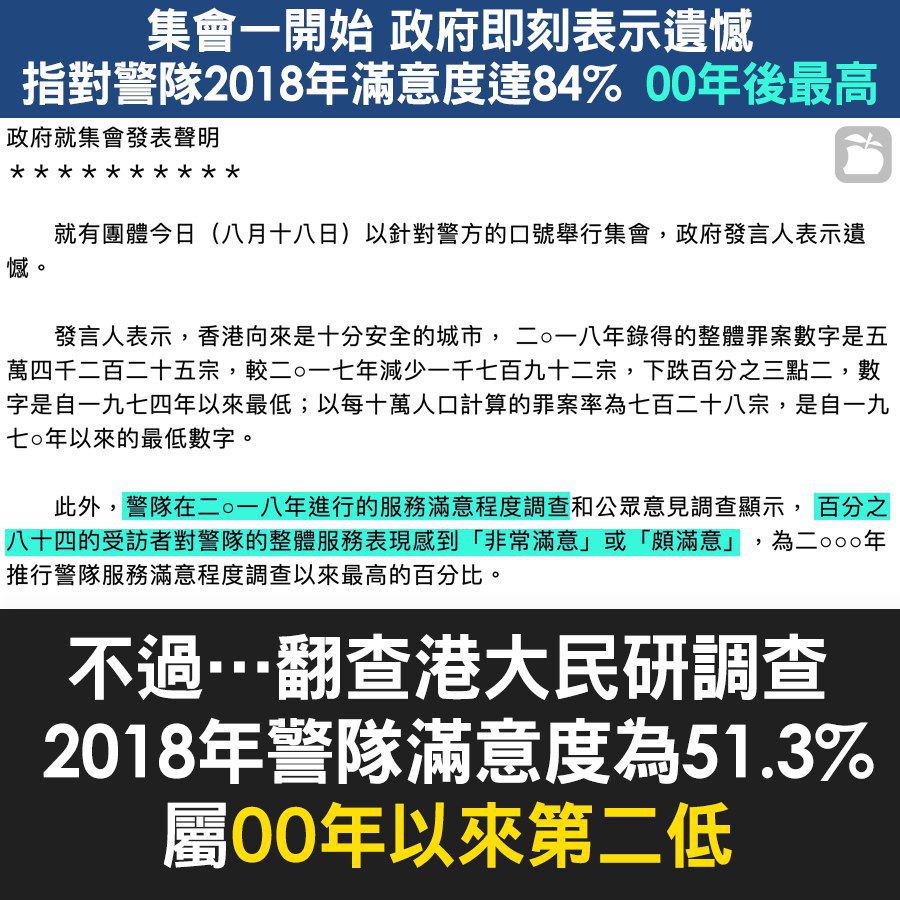 集會一開始 政府即刻表示遺憾
指對警隊2018年滿意度達84% 00年後最高
政府就集會發表聲明
＊＊＊＊＊＊＊＊＊＊
就有團體今日（八月十八日）以針對警方的口號舉行集會，政府發言人表示遺
憾。
發言人表示，香港向來是十分安全的城市， 二○一八年錄得的整體罪案數字是五
萬四千二百二十五宗，較二○一七年減少一千七百九十二宗，下跌百分之三點二，數
字是自一九七四年以來最低；以每十萬人口計算的罪案率為七百二十八宗，是自一九
七○年以來的最低數字。
此外，警隊在二○一八年進行的服務滿意程度調查和公眾意見調查顯示， 百分之
八十四的受訪者對警隊的整體服務表現感到「非常滿意」或「頗滿意」，為二○○○年
推行警隊服務滿意程度調查以來最高的百分比。
不過…翻查港大民研調查
2018年警隊滿意度為51.3%
屬00年以來第二低